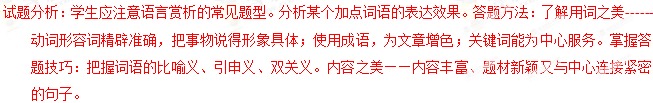 试题分析：学生应注意语言赏析的常见题型。分析某个加点词语的表达效果。答题方法：了解用词之美------
动词形容词精辟准确，把事物说得形象具体；使用成语，为文章增色；关键词能为中心服务。掌握答
题技巧：把握词语的比喻义、引申义、双关义。内容之美－－内容丰富、题材新颖又与中心连接紧密
的句子。